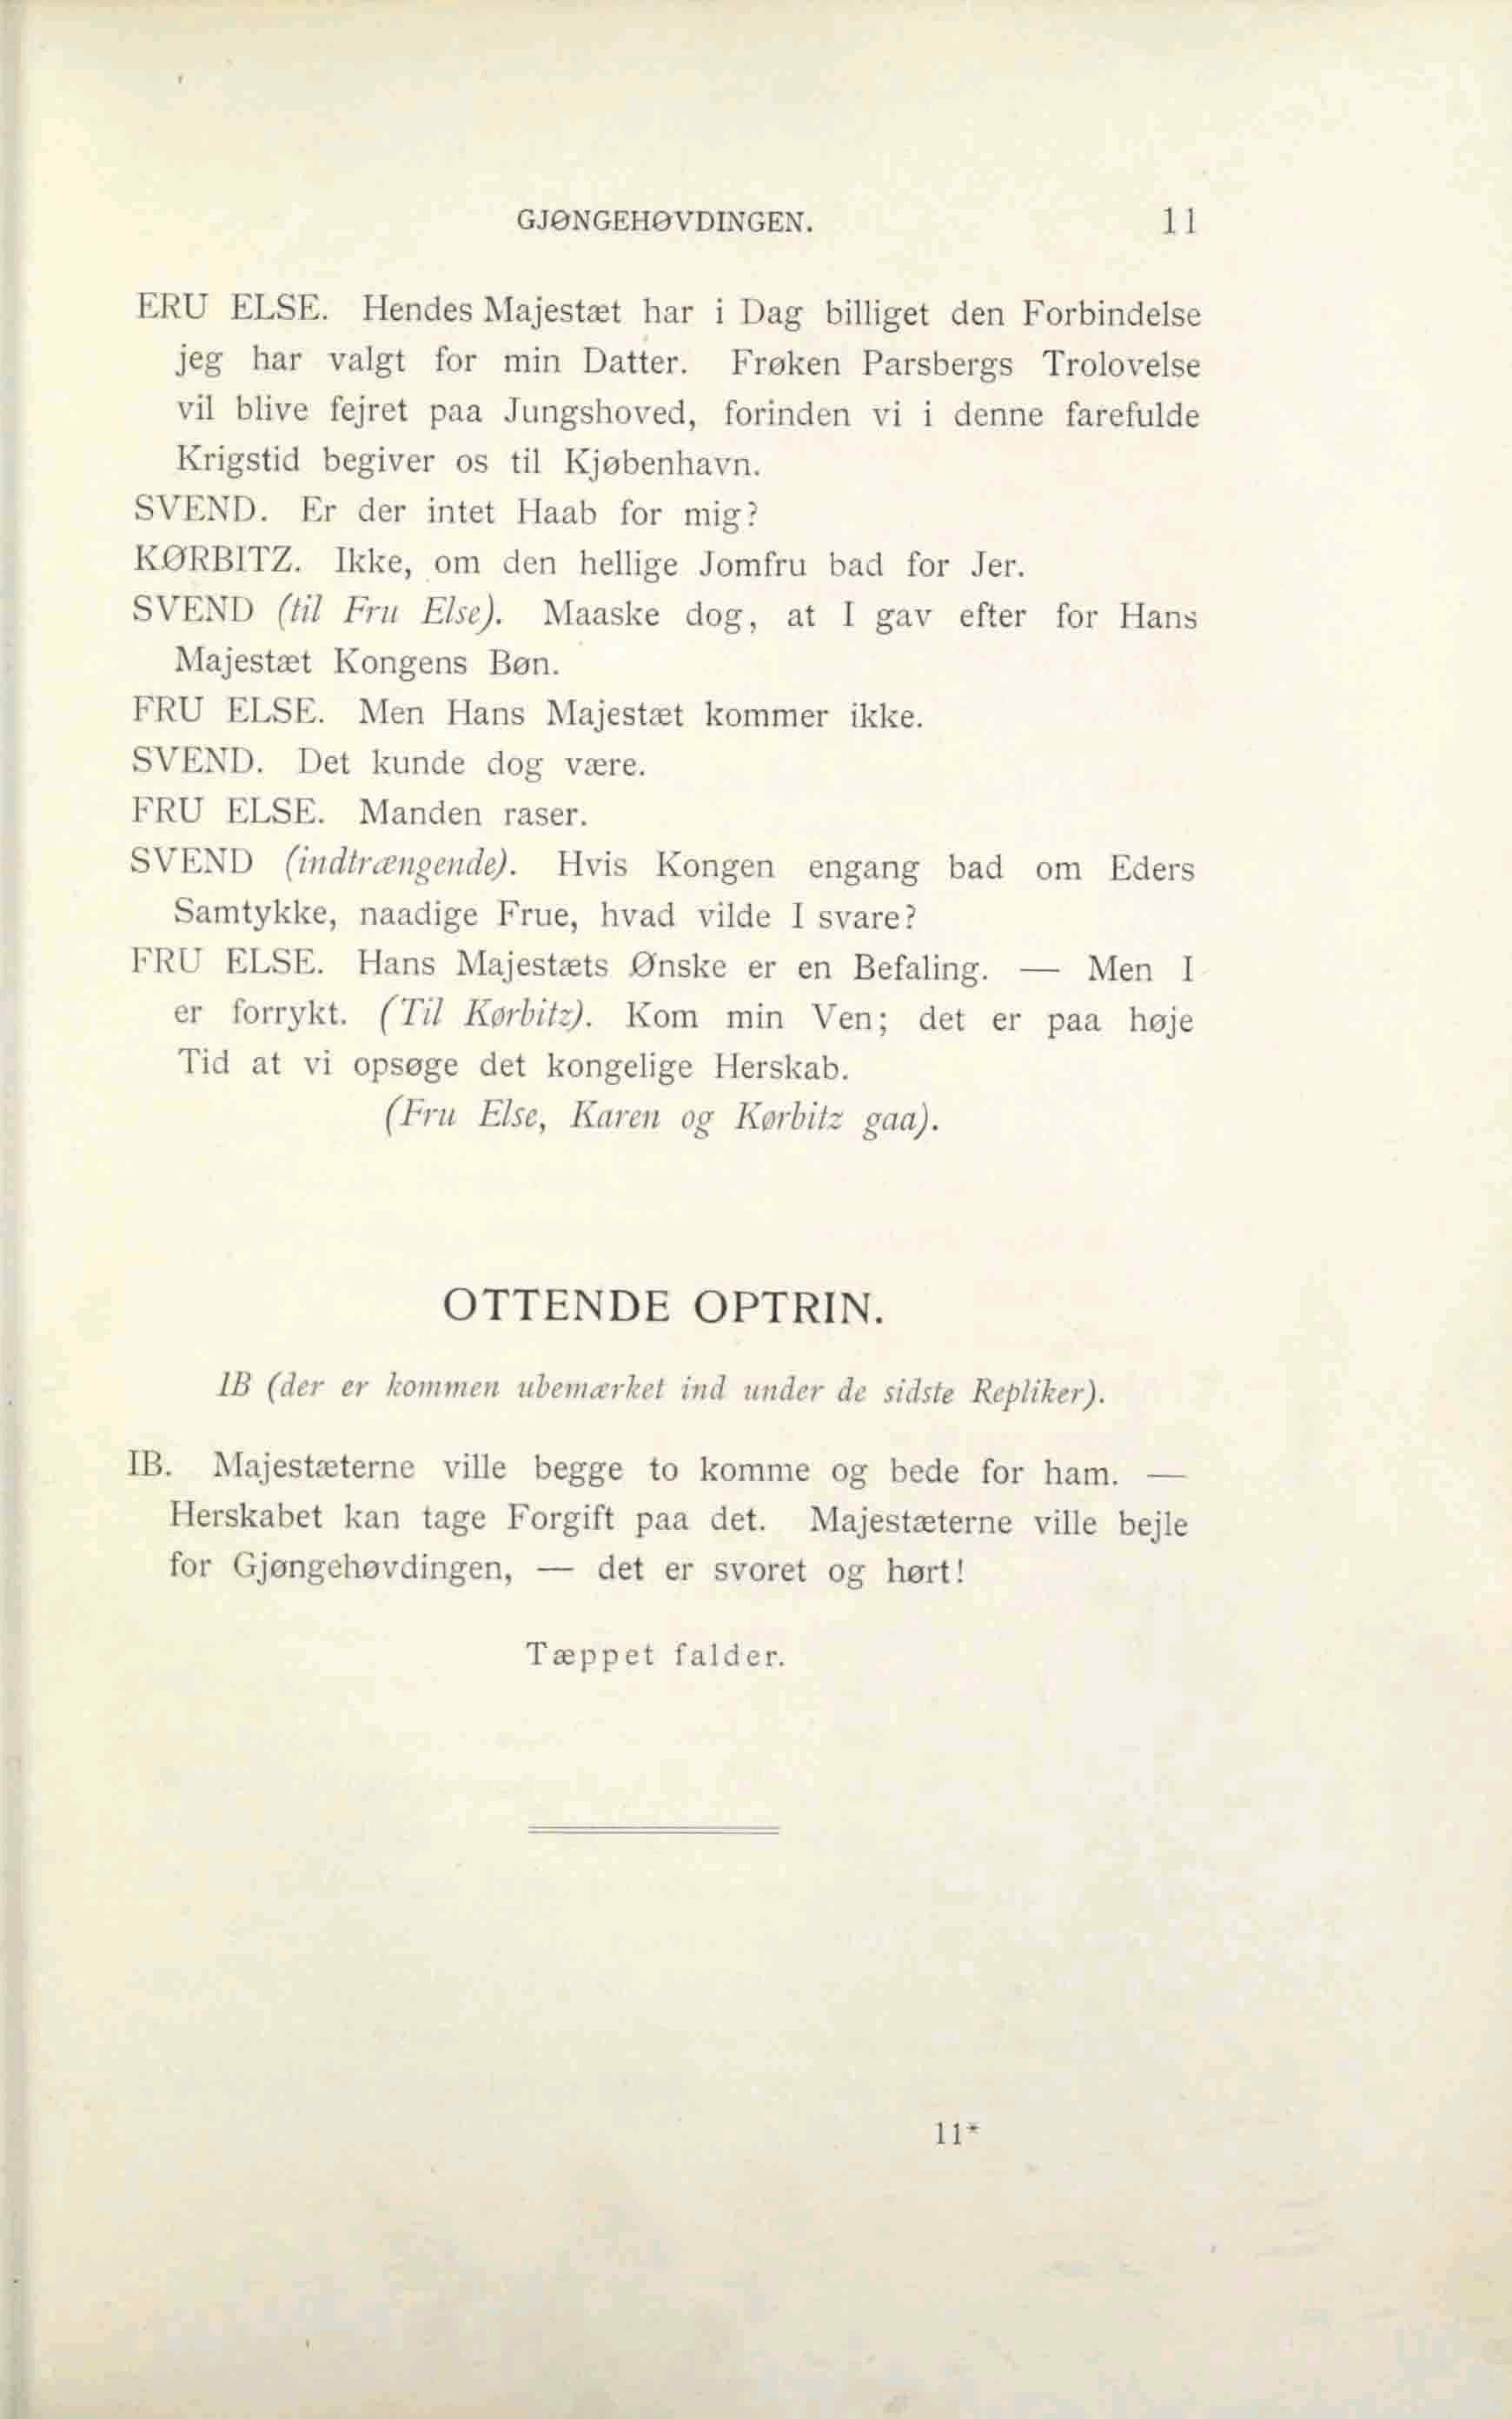 GJØNGEHØVDINGEN. 11
ERU ELSE. Hendes Majestæt har i Dag billiget den Forbindelse
jeg har valgt for min Datter. Frøken Parsbergs Trolovelse
vil blive fejret paa Jungshoved, forinden vi i denne farefulde
Krigstid begiver os til Kjøbenhavn.
SVEND. Er der intet Haab for mig?
KØRBITZ. Ikke, om den hellige Jomfru bad for Jer.
SVEND (til Fru Else). Maaske dog, at I gav efter for Hans
Majestæt Kongens Bøn.
FRU ELSE. Men Hans Majestæt kommer ikke.
SVEND. Det kunde dog være.
FRU ELSE. Manden raser.
SVEND (indtrængende). Hvis Kongen engang bad om Eders
Samtykke, naadige Frue, hvad vilde I svare?
FRU ELSE. Hans Majestæts Ønske er en Befaling. — Men I
er forrykt. (Til Kørbitz). Kom min Ven; det er paa høje
Tid at vi opsøge det kongelige Herskab.
(Fru Else, Karen og Kørbitz gaa).
OTTENDE OPTRIN.
IB (der er kommen ubemærket ind under de sidste Repliker).
IB. Majestæterne ville begge to komme og bede for ham. —
Herskabet kan tage Forgift paa det. Majestæterne ville bejle
for Gjøngehøvdingen, — det er svoret og hørt!
Tæppet falder.
11*